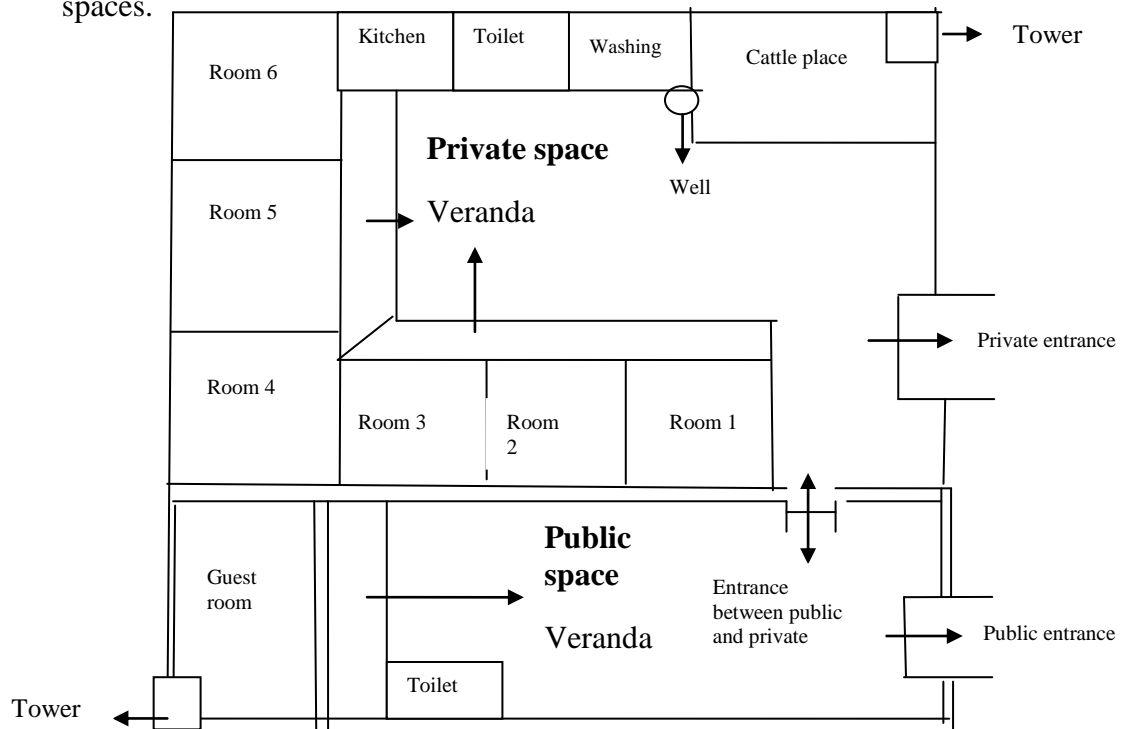 spaces.
Kitchen
Toilet
Washing
Cattle place
Tower
Room 6
Private space
Well
Room 5
Veranda
Private entrance
Room 4
Room 3
Room
2
Room 1
Public
space
Guest
room
Entrance
between public
and private
Veranda
Public entrance
Toilet
Tower